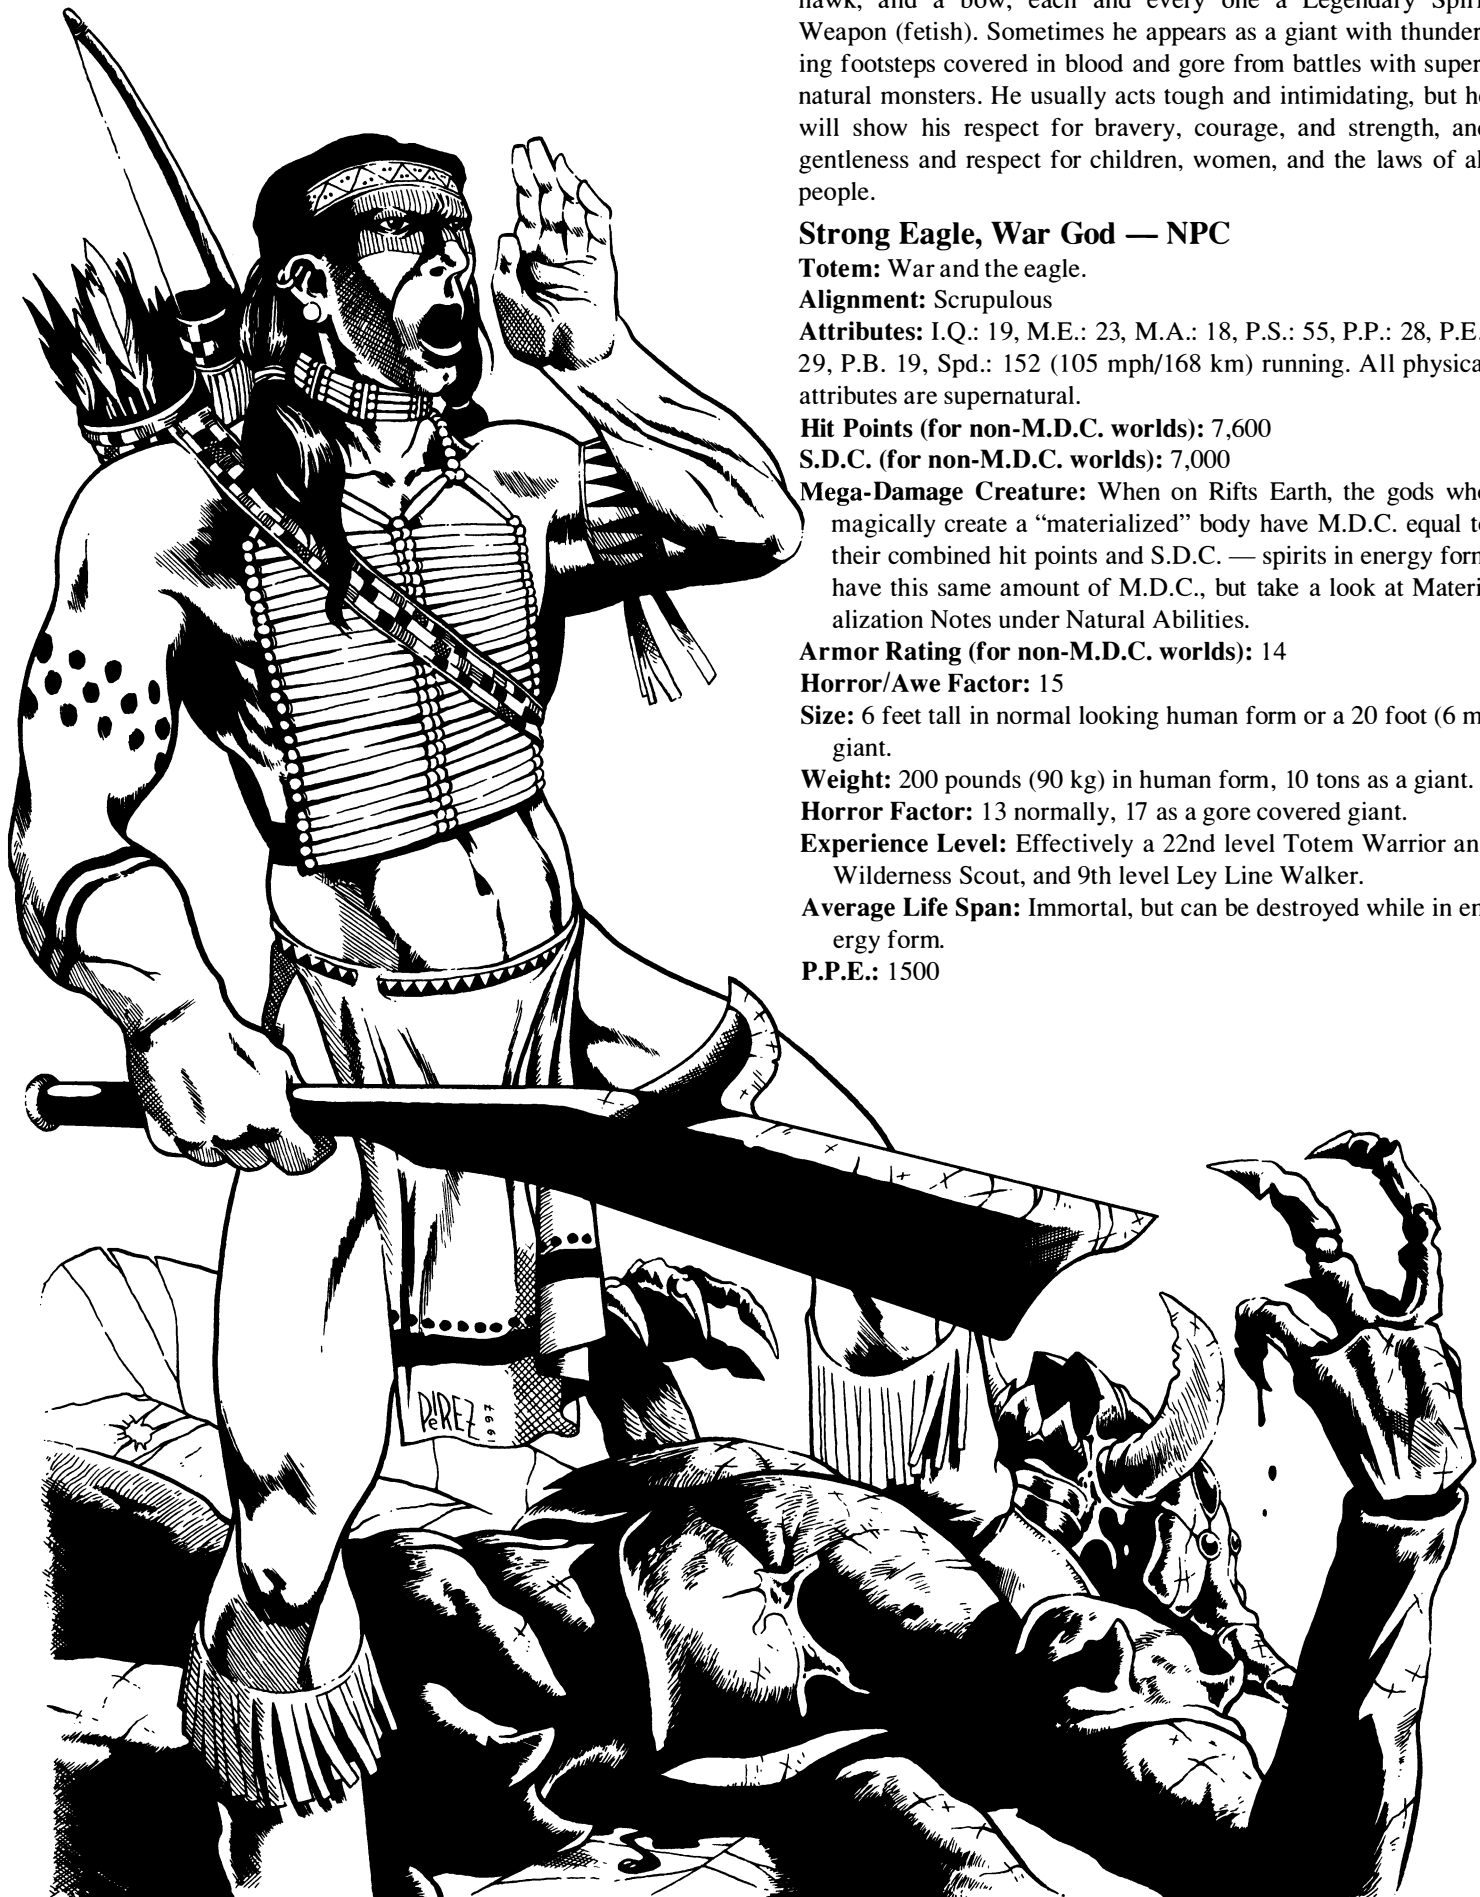 hawk, and a bow, each and every one a Legendary
Weapon (fetish). Sometimes he appears as a giant with thunder
ing footsteps covered in blood and gore from battles with super
natural monsters. He usually acts tough and intimidating, but
will show his respect for bravery, courage, and strength,
gentleness and respect for children, women, and the laws of
people.
Strong Eagle, War God — NPC
Totem: War and the eagle.
Alignment: Scrupulous
Attributes: I.Q.: 19, M.E.: 23, M.A.: 18, P.S.: 55, P.P.: 28, P.E.
29, P.B. 19, Spd.: 152 (105 mph/168 km) running. All
attributes are supernatural.
Hit Points (for non-M.D.C. worlds): 7,600
S.D.C. (for non-M.D.C. worlds): 7,000
Mega-Damage Creature: When on Rifts Earth, the gods
magically create a “materialized” body have M.D.C. equal
their combined hit points and S.D.C. — spirits in energy
have this same amount of M.D.C., but take a look at Materi
alization Notes under Natural Abilities.
Armor Rating (for non-M.D.C. worlds): 14
Horror/Awe Factor: 15
Size: 6 feet tall in normal looking human form or a 20 foot (6 m
giant.
Weight: 200 pounds (90 kg) in human form, 10 tons as a giant.
Horror Factor: 13 normally, 17 as a gore covered giant.
Experience Level: Effectively a 22nd level Totem Warrior
Wilderness Scout, and 9th level Ley Line Walker.
Average Life Span: Immortal, but can be destroyed while in en
ergy form.
P.P.E.: 1500
PEREZ 1997